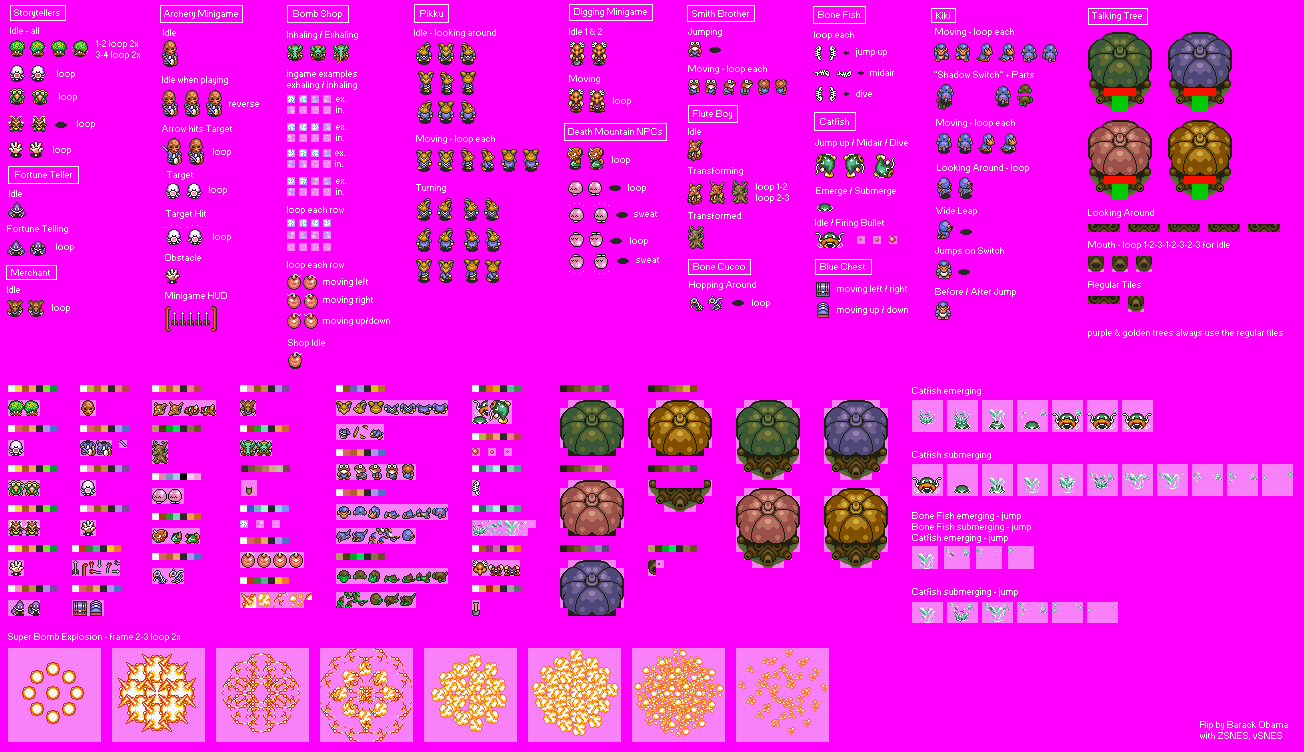 Storytellers
Idle - all
1-2 loop 2x
3-4 loop 2x
loop
loop
loop
loop
Fortune Teller
Idle
Fortune Telling
loop
Merchant
Idle
loop
Archery Minigame
Idle
Idle when playing
reverse
Arrow hits Target
loop
Target
loop
Target Hit
loop
Obstacle
Minigame HUD
Bomb Shop
Inhaling / Exhaling
ingame examples
exhaling / inhaling
ex.
in.
ex.
in.
ex.
in.
ex.
in.
loop each row
loop each row
moving left
moving right
moving up/down
Shop Idle
Pikku
Idle - looking around
Moving - loop each
Turning
Digging Minigame
Idle 1 & 2
Moving
loop
Death Mountain NPCs
loop
loop
sweat
loop
sweat
Smith Brother
Jumping
Moving - loop each
Flute Boy
Idle
Transforming
loop 1-2
loop 2-3
Transformed
Bone Cucco
Hopping Around
loop
Bone Fish
loop each
jump up
midair
dive
Catfish
Jump up / Midair / Dive
Emerge / Submerge
Idle / Firing Bullet
Blue Chest
moving left / right
moving up / down
Kiki
Moving - loop each
"Shadow Switch" + Parts
Moving - loop each
Looking Around - loop
Wide Leap
Jumps on Switch
Before / After Jump
Talking Tree
Looking Around
Mouth - loop 1-2-3-1-2-3-2-3 for idle
Regular Tiles
purple & golden trees always use the regular tiles
Catfish emerging
Catfish submerging
Bone Fish emerging - jump
Bone Fish submerging - jump
Catfish emerging - jump
Catfish submerging - jump
Super Bomb Explosion - frame 2-3 loop 2x
Rip by Barack Obama
with ZSNES, vSNES